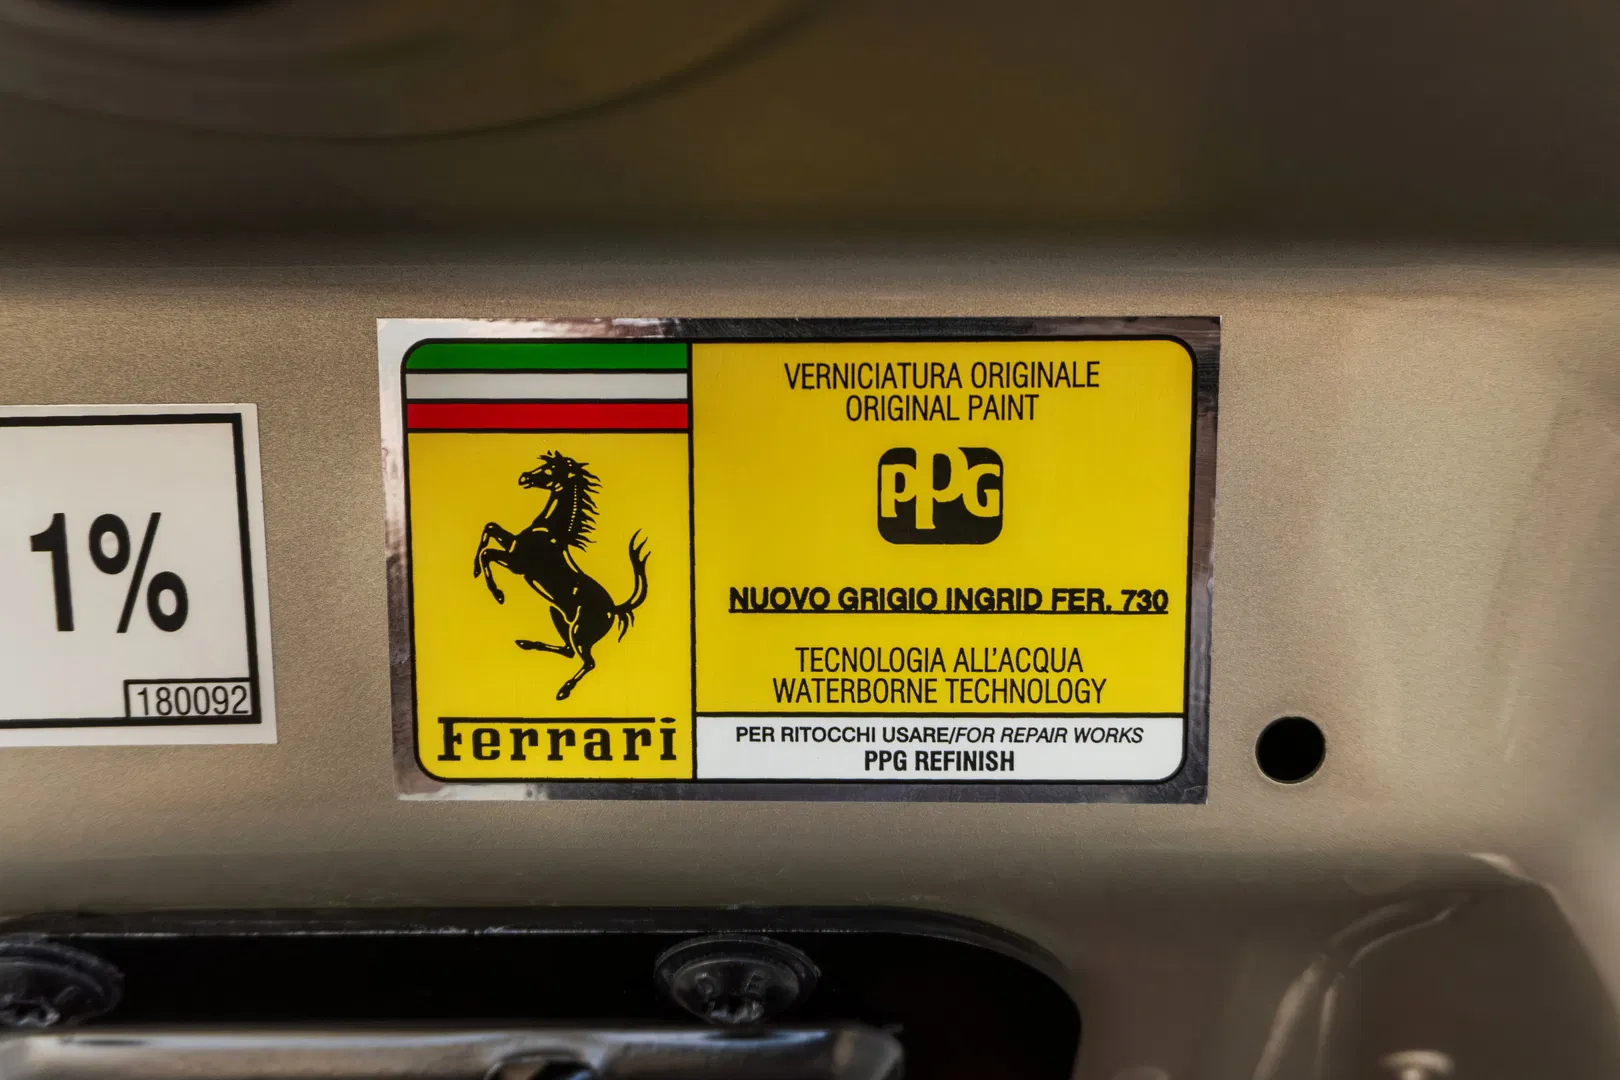 1%
180092
Ferrari
VERNICIATURA ORIGINALE
ORIGINAL PAINT
PPG
NUOVO GRIGIO INGRID FER. 730
TECNOLOGIA ALL'ACQUA
WATERBORNE TECHNOLOGY
PER RITOCCHI USARE/FOR REPAIR WORKS
PPG REFINISH